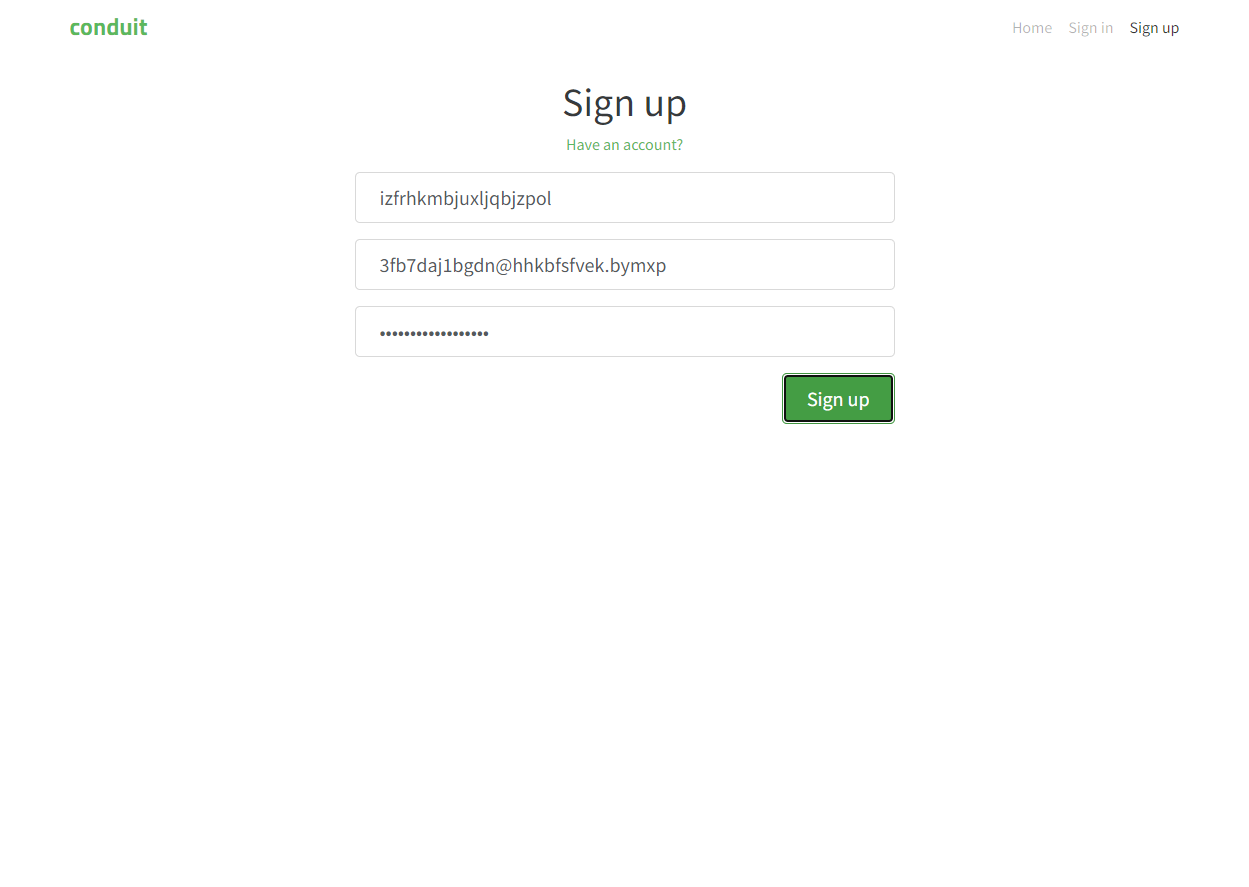 conduit
Home Sign in Sign up
Sign up
Have an account?
izfrhkmbjuxljqbjzpol
3fb7daj1bgdn@hhkbfsfvek.bymxp
••••••••••••••••••
Sign up